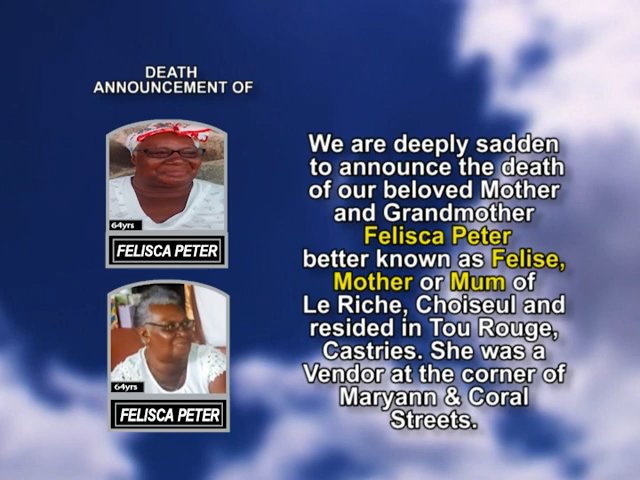 DEATH
ANNOUNCEMENT OF
64yrs
FELISCA PETER
64yrs
FELISCA PETER
We are deeply sadden
to announce the death
of our beloved Mother
and Grandmother
Felisca Peter
better known as Felise,
Mother or Mum of
Le Riche, Choiseul and
resided in Tou Rouge,
Castries. She was a
Vendor at the corner of
Maryann & Coral
Streets.